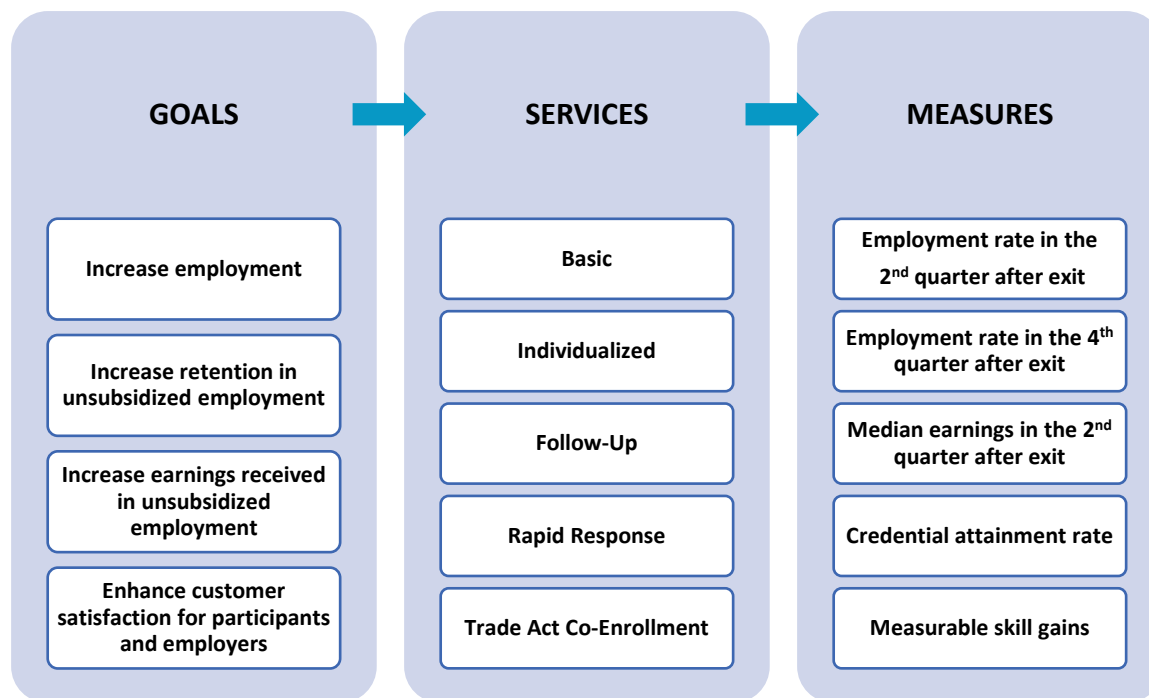 GOALS
Increase employment
Increase retention in
unsubsidized employment
Increase earnings received
in unsubsidized
employment
Enhance customer
satisfaction for participants
and employers
SERVICES
Basic
Individualized
Follow-Up
Rapid Response
Trade Act Co-Enrollment
MEASURES
Employment rate in the
2nd quarter after exit
Employment rate in the 4th
quarter after exit
Median earnings in the 2nd
quarter after exit
Credential attainment rate
Measurable skill gains